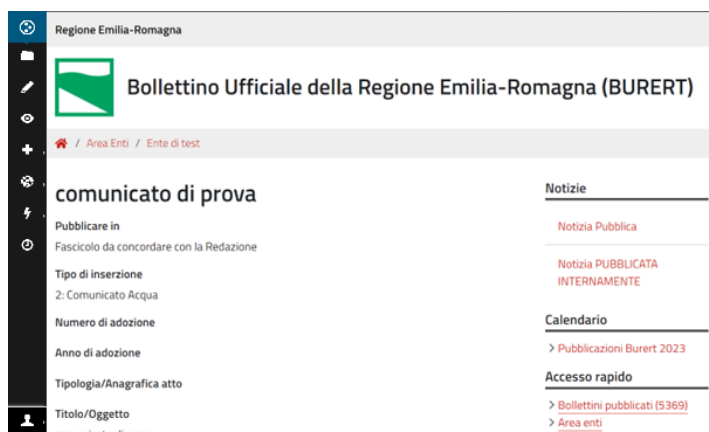 Regione Emilia-Romagna
Bollettino Ufficiale della Regione Emilia-Romagna (BURERT)
/ Area Enti / Ente di test
comunicato di prova
Pubblicare in
Fascicolo da concordare con la Redazione
Tipo di inserzione
2: Comunicato Acqua
Numero di adozione
Anno di adozione
Tipologia/Anagrafica atto
Titolo/Oggetto
Notizie
Notizia Pubblica
Notizia PUBBLICATA
INTERNAMENTE
Calendario
> Pubblicazioni Burert 2023
Accesso rapido
> Bollettini pubblicati (5369)
> Area enti